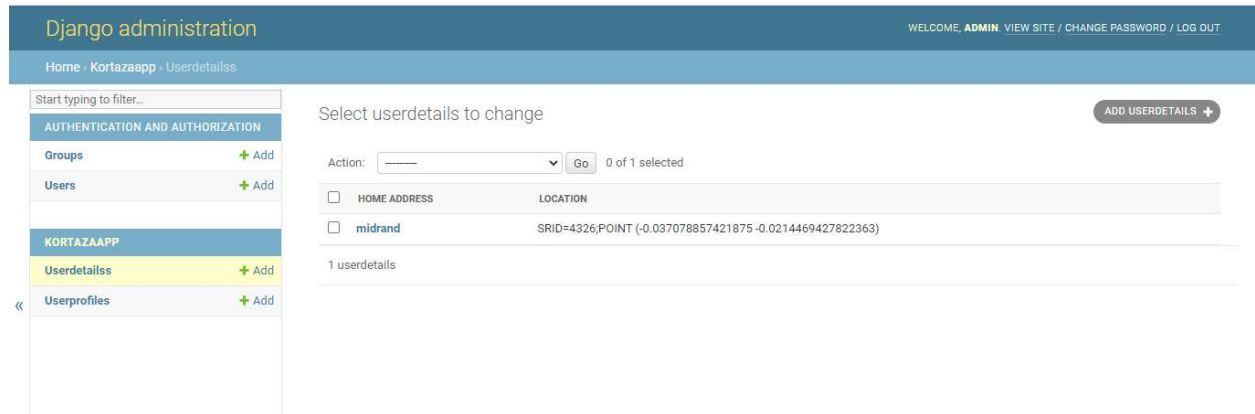 Django administration
WELCOME, ADMIN. VIEW SITE / CHANGE PASSWORD / LOG OUT
Home › Kortazaapp › Userdetailss
Start typing to filter...
AUTHENTICATION AND AUTHORIZATION
Groups + Add
Users + Add
KORTAZAAPP
Userdetailss + Add
Userprofiles + Add
«
Select userdetails to change
ADD USERDETAILS +
Action: --------- Go 0 of 1 selected
HOME ADDRESS LOCATION
midrand SRID=4326;POINT (-0.037078857421875 -0.0214469427822363)
1 userdetails